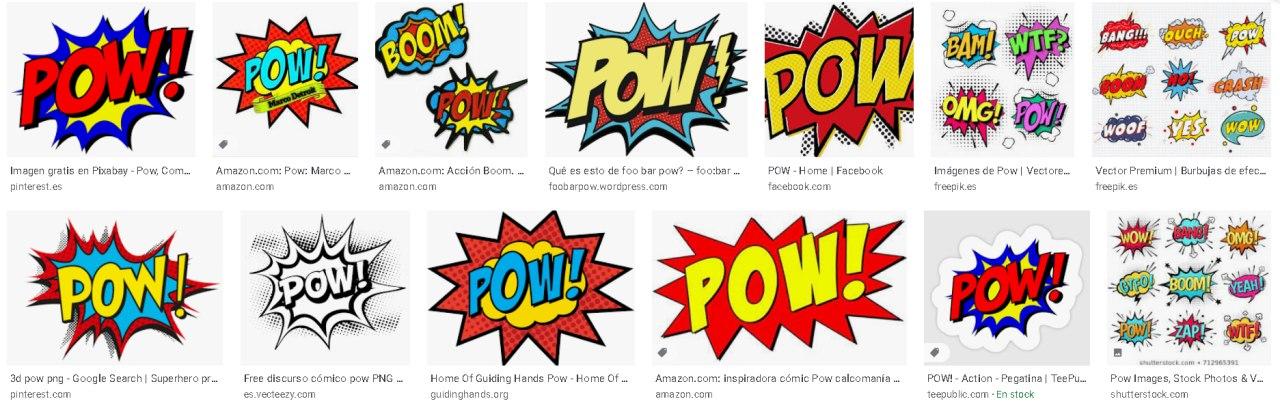 POW!
POW!
Marco Detroit
BOOM!
POW!
POW!
POW
BAM!
WTF?
OMG!
POW!
BANG!!!
OUCH
POW
BOOM
NO!
CRASH
WOOF
YES
WOW
Imagen gratis en Pixabay - Pow, Com...
Amazon.com: Pow: Marco ...
Amazon.com: Acción Boom. ...
Qué es esto de foo bar pow? – foo:bar ...
POW - Home | Facebook
Imágenes de Pow | Vectore...
Vector Premium | Burbujas de efec...
pinterest.es
amazon.com
amazon.com
foobarpow.wordpress.com
facebook.com
freepik.es
freepik.es
POW!
POW!
POW!
POW!
POW!
WOW!
BANG!
OMG!
GTFO!
BOOM!
YEAH!
POW!
ZAP!
WTF!
shutterstock.com • 712965391
3d pow png - Google Search | Superhero pr...
Free discurso cómico pow PNG ...
Home Of Guiding Hands Pow - Home Of ...
Amazon.com: inspiradora cómic Pow calcomanía ...
POW! - Action - Pegatina | TeePu...
Pow Images, Stock Photos & V...
pinterest.com
es.vecteezy.com
guidinghands.org
amazon.com
teepublic.com • En stock
shutterstock.com